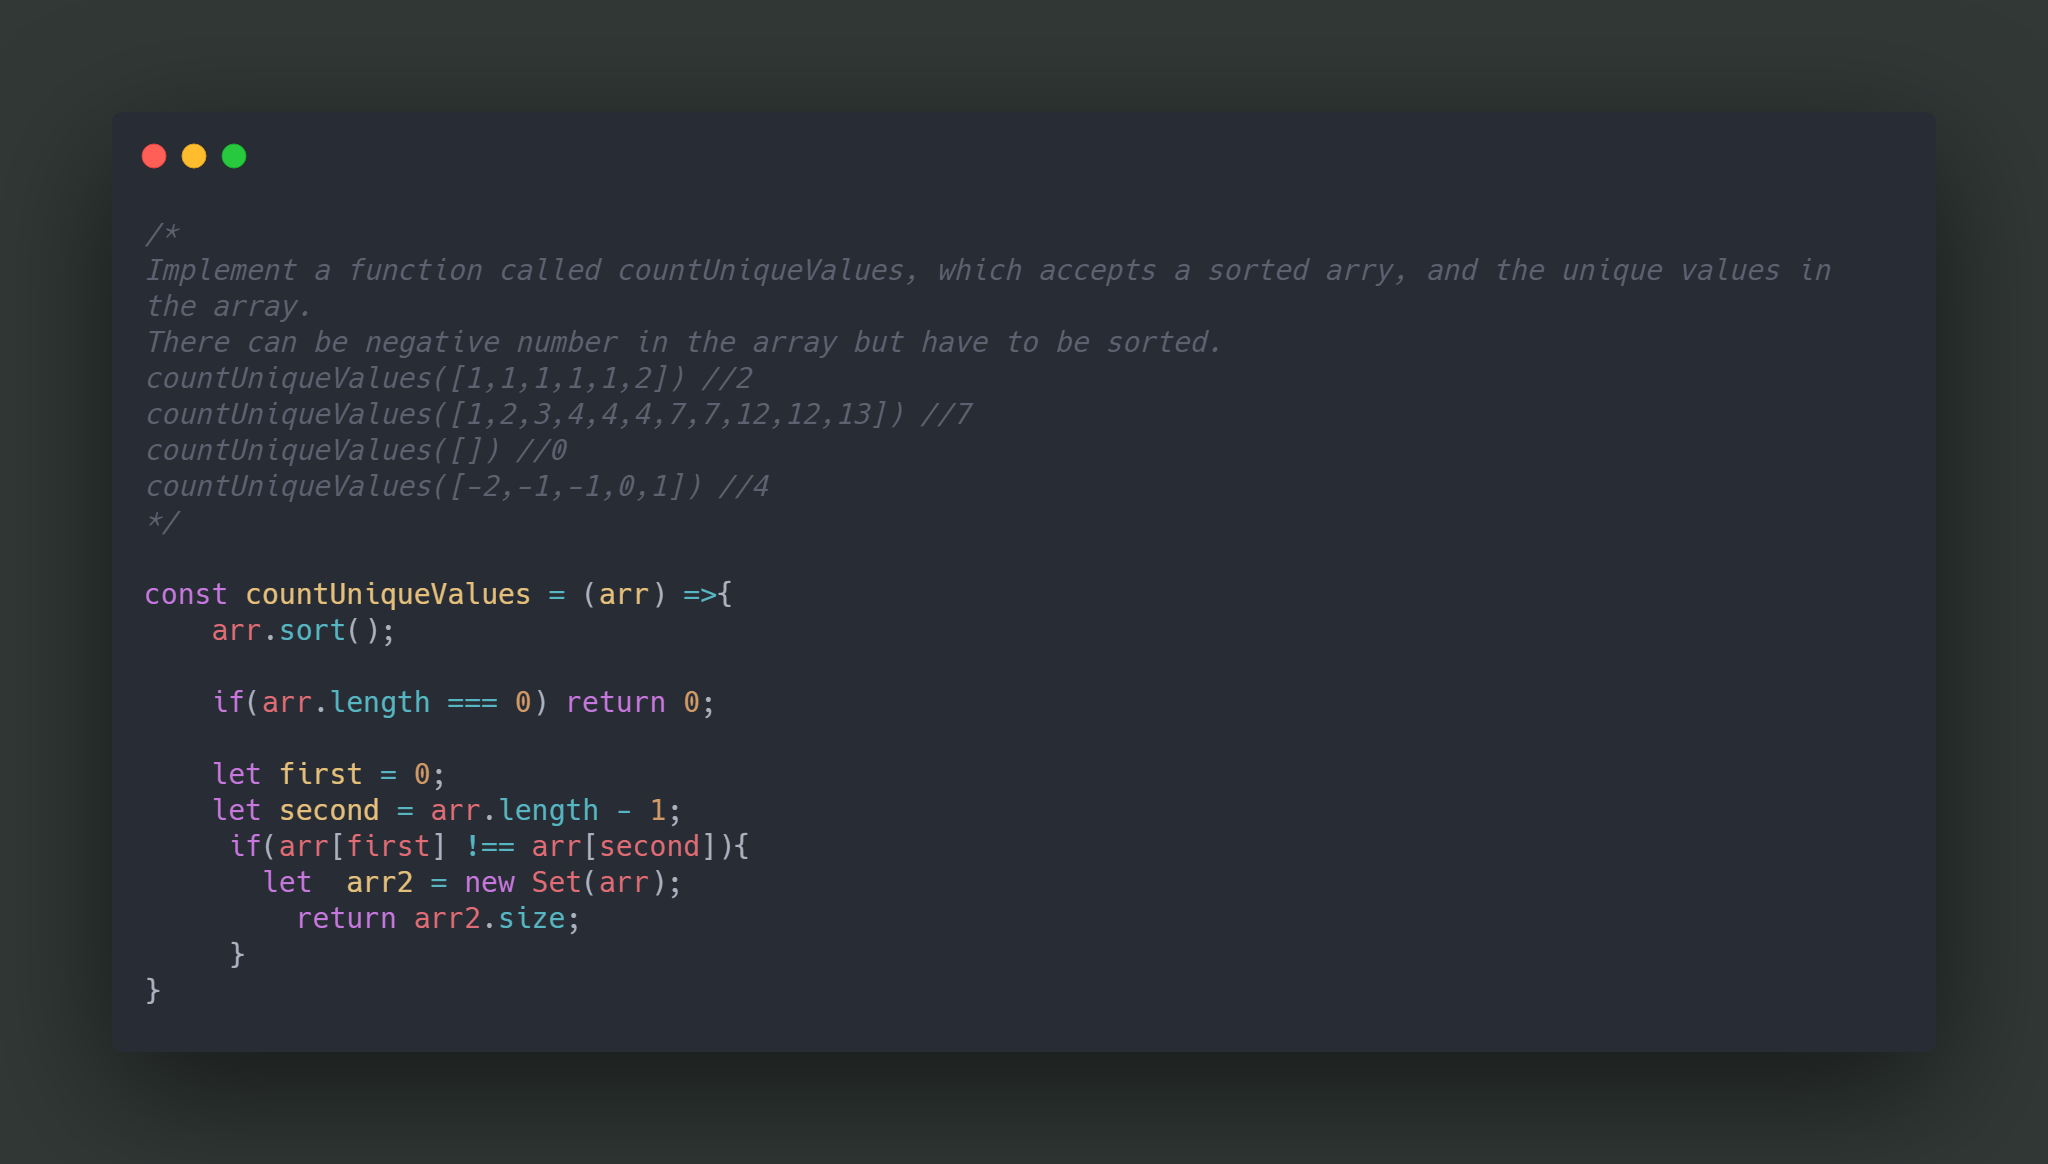 /*
Implement a function called countUniqueValues, which accepts a sorted arry, and the unique values in
the array.
There can be negative number in the array but have to be sorted.
countUniqueValues([1,1,1,1,1,2]) //2
countUniqueValues([1,2,3,4,4,4,7,7,12,12,13]) //7
countUniqueValues([]) //0
countUniqueValues([-2,-1,-1,0,1]) //4
*/
const countUniqueValues = (arr) =>{
    arr.sort();
    if(arr.length === 0) return 0;
    let first = 0;
    let second = arr.length - 1;
     if(arr[first] !== arr[second]){
       let  arr2 = new Set(arr);
         return arr2.size;
     }
}